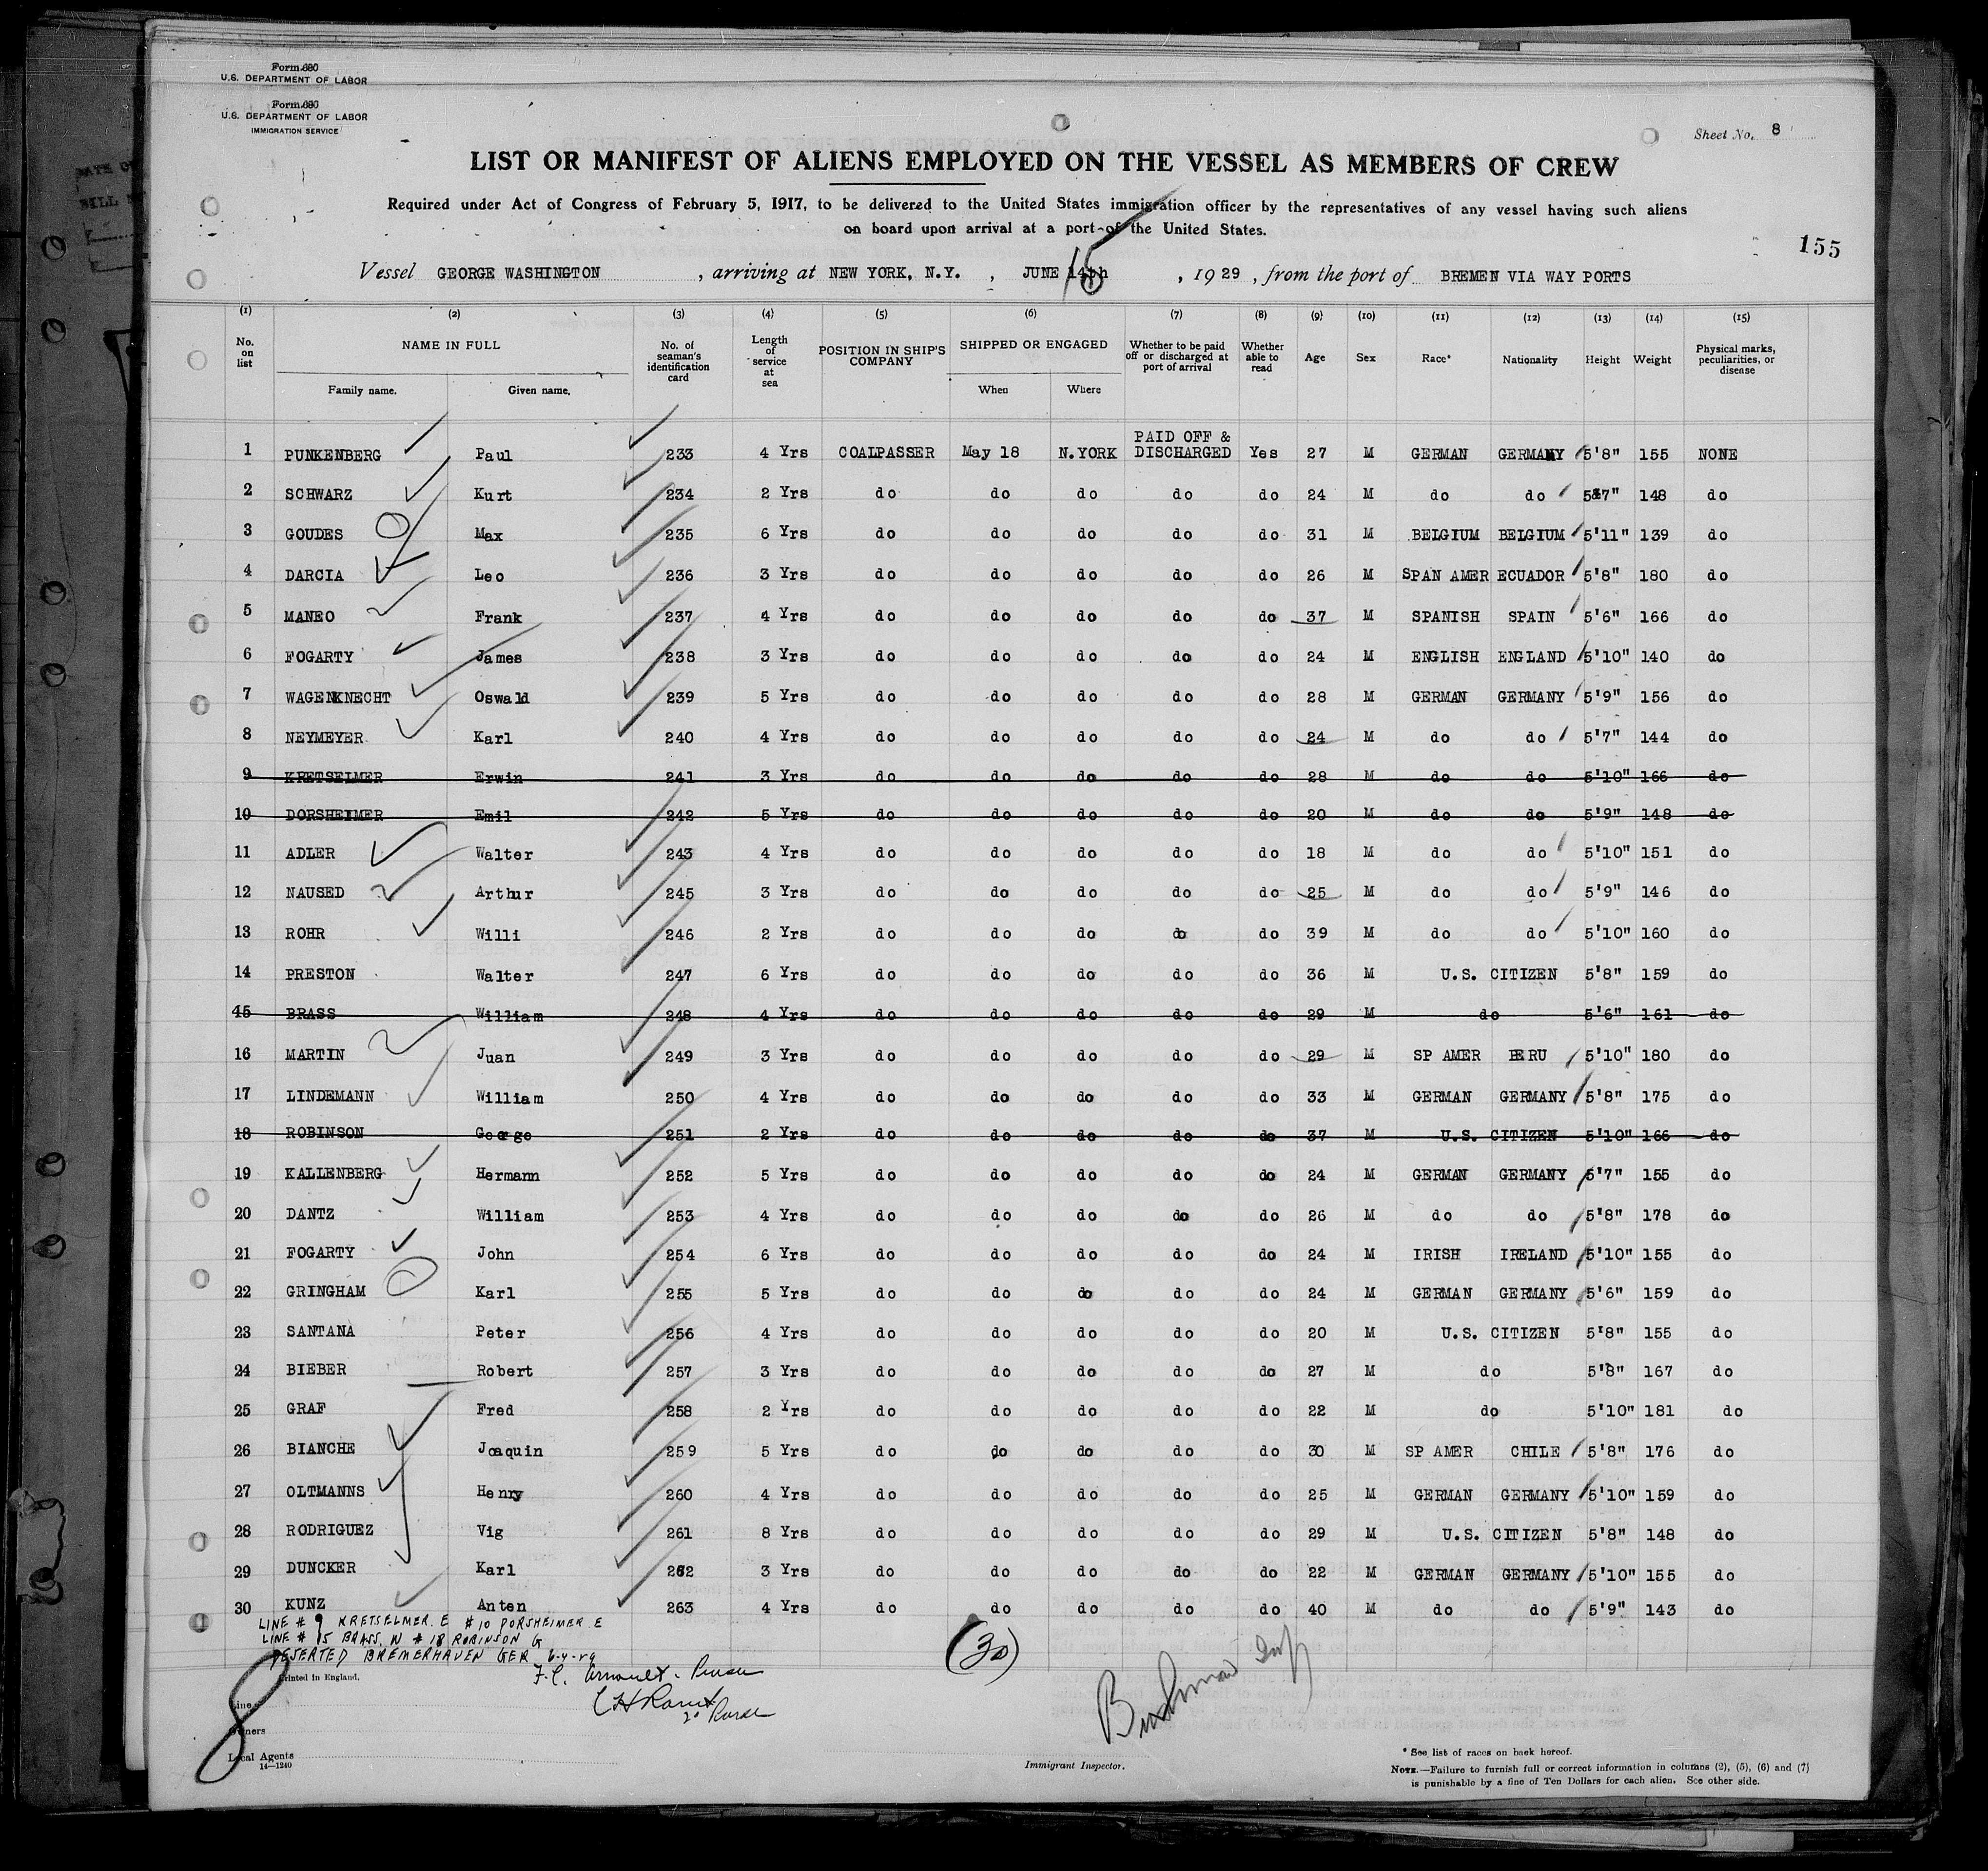 Form 680
U.S. DEPARTMENT OF LABOR
Form 680
U.S. DEPARTMENT OF LABOR
IMMIGRATION SERVICE
Sheet No. 8
LIST OR MANIFEST OF ALIENS EMPLOYED ON THE VESSEL AS MEMBERS OF CREW
Required under Act of Congress of February 5, 1917, to be delivered to the United States immigration officer by the representatives of any vessel having such aliens
on board upon arrival at a port of the United States.
155
Vessel GEORGE WASHINGTON , arriving at NEW YORK, N.Y. , JUNE 14th 15 , 1929 , from the port of BREMEN VIA WAY PORTS
(1) (2) (3) (4) (5) (6) (7) (8) (9) (10) (11) (12) (13) (14) (15)
No. on list NAME IN FULL Family name. Given name. No. of seaman's identification card Length of service at sea POSITION IN SHIP'S COMPANY SHIPPED OR ENGAGED When Where Whether to be paid off or discharged at port of arrival Whether able to read Age Sex Race* Nationality Height Weight Physical marks, peculiarities, or disease
1 PUNKENBERG Paul 233 4 Yrs COALPASSER May 18 N.YORK PAID OFF & DISCHARGED Yes 27 M GERMAN GERMANY 5'8" 155 NONE
2 SCHWARZ Kurt 234 2 Yrs do do do do do 24 M do do 5'7" 148 do
3 GOUDES Max 235 6 Yrs do do do do do 31 M BELGIUM BELGIUM 5'11" 139 do
4 DARCIA Leo 236 3 Yrs do do do do do 26 M SPAN AMER ECUADOR 5'8" 180 do
5 MANEO Frank 237 4 Yrs do do do do do 37 M SPANISH SPAIN 5'6" 166 do
6 FOGARTY James 238 3 Yrs do do do do do 24 M ENGLISH ENGLAND 5'10" 140 do
7 WAGENKNECHT Oswald 239 5 Yrs do do do do do 28 M GERMAN GERMANY 5'9" 156 do
8 NEYMEYER Karl 240 4 Yrs do do do do do 24 M do do 5'7" 144 do
9 KRETSELMER Erwin 241 3 Yrs do do do do do 28 M do do 5'10" 166 do
10 DORSHEIMER Emil 242 5 Yrs do do do do do 20 M do do 5'9" 148 do
11 ADLER Walter 243 4 Yrs do do do do do 18 M do do 5'10" 151 do
12 NAUSED Arthur 245 3 Yrs do do do do do 25 M do do 5'9" 146 do
13 ROHR Willi 246 2 Yrs do do do do do 39 M do do 5'10" 160 do
14 PRESTON Walter 247 6 Yrs do do do do do 36 M U.S. CITIZEN 5'8" 159 do
15 BRASS William 248 4 Yrs do do do do do 29 M do 5'6" 161 do
16 MARTIN Juan 249 3 Yrs do do do do do 29 M SP AMER PERU 5'10" 180 do
17 LINDEMANN William 250 4 Yrs do do do do do 33 M GERMAN GERMANY 5'8" 175 do
18 ROBINSON George 251 2 Yrs do do do do do 37 M U.S. CITIZEN 5'10" 166 do
19 KALLENBERG Hermann 252 5 Yrs do do do do do 24 M GERMAN GERMANY 5'7" 155 do
20 DANTZ William 253 4 Yrs do do do do do 26 M do do 5'8" 178 do
21 FOGARTY John 254 6 Yrs do do do do do 24 M IRISH IRELAND 5'10" 155 do
22 GRINGHAM Karl 255 5 Yrs do do do do do 24 M GERMAN GERMANY 5'6" 159 do
23 SANTANA Peter 256 4 Yrs do do do do do 20 M U.S. CITIZEN 5'8" 155 do
24 BIEBER Robert 257 3 Yrs do do do do do 27 M do 5'8" 167 do
25 GRAF Fred 258 2 Yrs do do do do do 22 M do 5'10" 181 do
26 BIANCHE Joaquin 259 5 Yrs do do do do do 30 M SP AMER CHILE 5'8" 176 do
27 OLTMANNS Henry 260 4 Yrs do do do do do 25 M GERMAN GERMANY 5'10" 159 do
28 RODRIGUEZ Vig 261 8 Yrs do do do do do 29 M U.S. CITIZEN 5'8" 148 do
29 DUNCKER Karl 262 3 Yrs do do do do do 22 M GERMAN GERMANY 5'10" 155 do
30 KUNZ Anten 263 4 Yrs do do do do do 40 M do do 5'9" 143 do
LINE # 9 KRETSELMER. E # 10 DORSHEIMER. E
LINE # 15 BRASS. W # 18 ROBINSON G
DESERTED BREMERHAVEN GER 6-4-29
(30)
Printed in England.
8
Line
Owners
Local Agents
14—1240
Immigrant Inspector.
* See list of races on back hereof.
NOTE.—Failure to furnish full or correct information in columns (2), (5), (6) and (7)
is punishable by a fine of Ten Dollars for each alien. See other side.